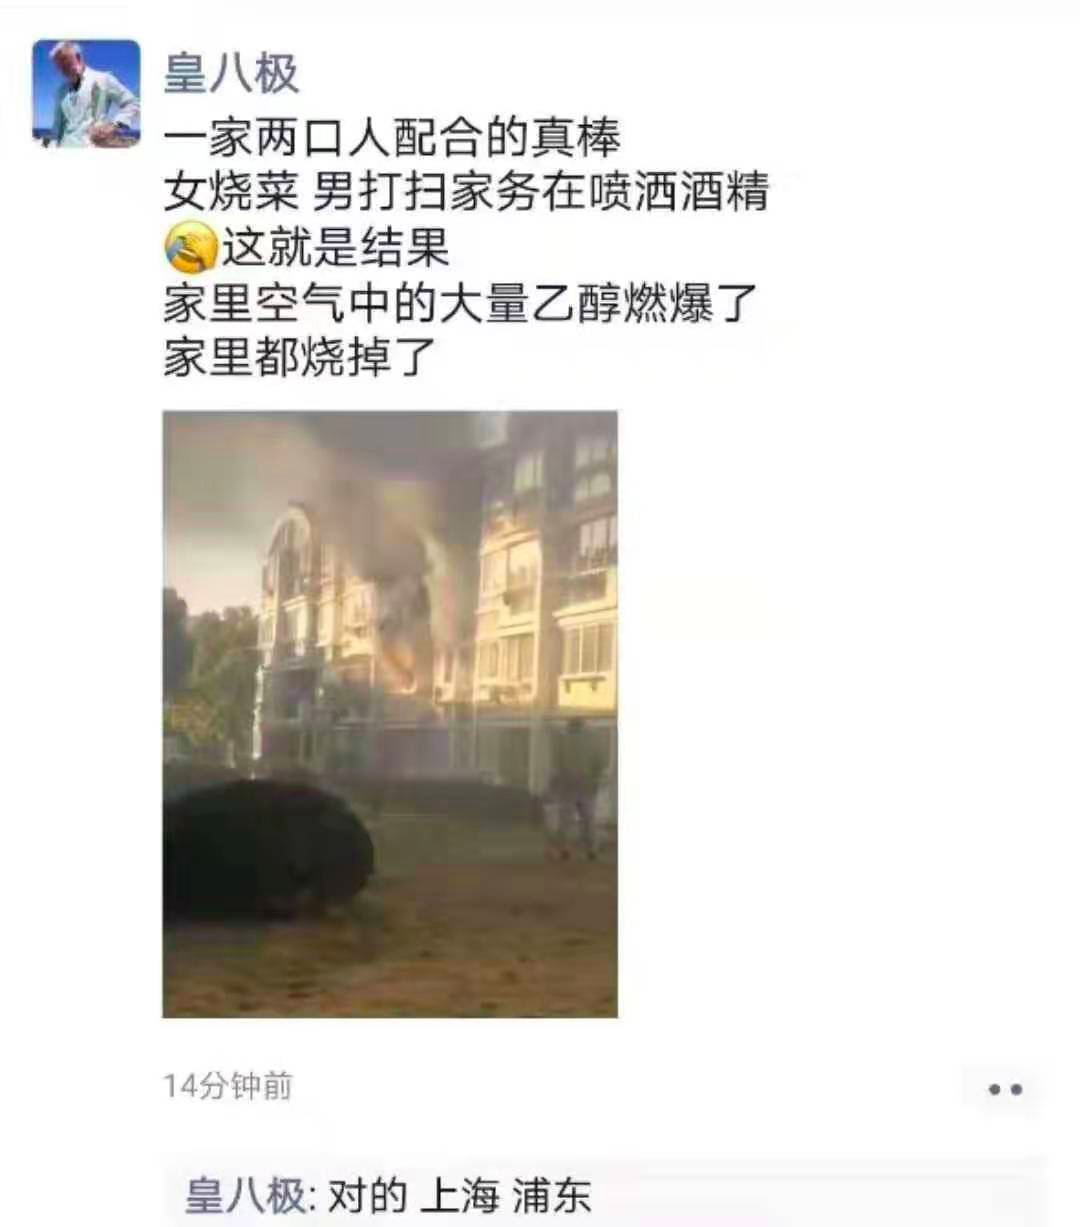 皇八极
一家两口人配合的真棒
女烧菜 男打扫家务在喷洒酒精
🤦这就是结果
家里空气中的大量乙醇燃爆了
家里都烧掉了
14分钟前
皇八极: 对的 上海 浦东